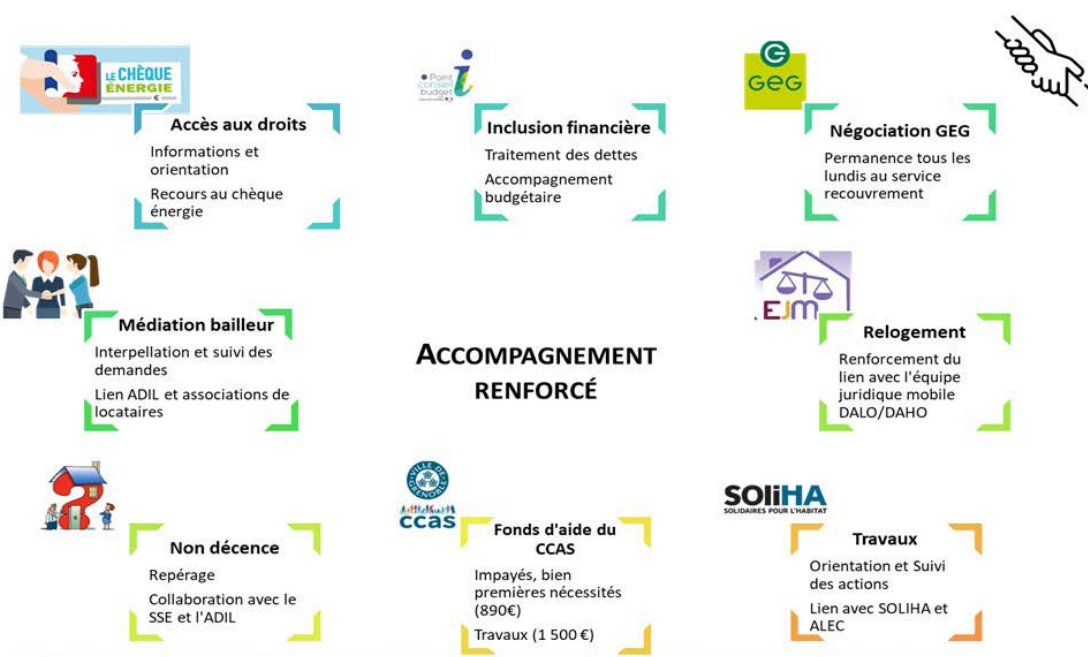 LE CHÈQUE
ÉNERGIE
Accès aux droits
Informations et
orientation
Recours au chèque
énergie
Point
conseil
budget
Inclusion financière
Traitement des dettes
Accompagnement
budgétaire
GEG
Négociation GEG
Permanence tous les
lundis au service
recouvrement
Médiation bailleur
Interpellation et suivi des
demandes
Lien ADIL et associations de
locataires
ACCOMPAGNEMENT
RENFORCÉ
EJM
Relogement
Renforcement du
lien avec l'équipe
juridique mobile
DALO/DAHO
Non décence
Repérage
Collaboration avec le
SSE et l'ADIL
VILLE DE
GRENOBLE
ccas
Fonds d'aide du
CCAS
Impayés, bien
premières nécessités
(890€)
Travaux (1 500 €)
SOliHA
SOLIDAIRES POUR L'HABITAT
Travaux
Orientation et Suivi
des actions
Lien avec SOLIHA et
ALEC